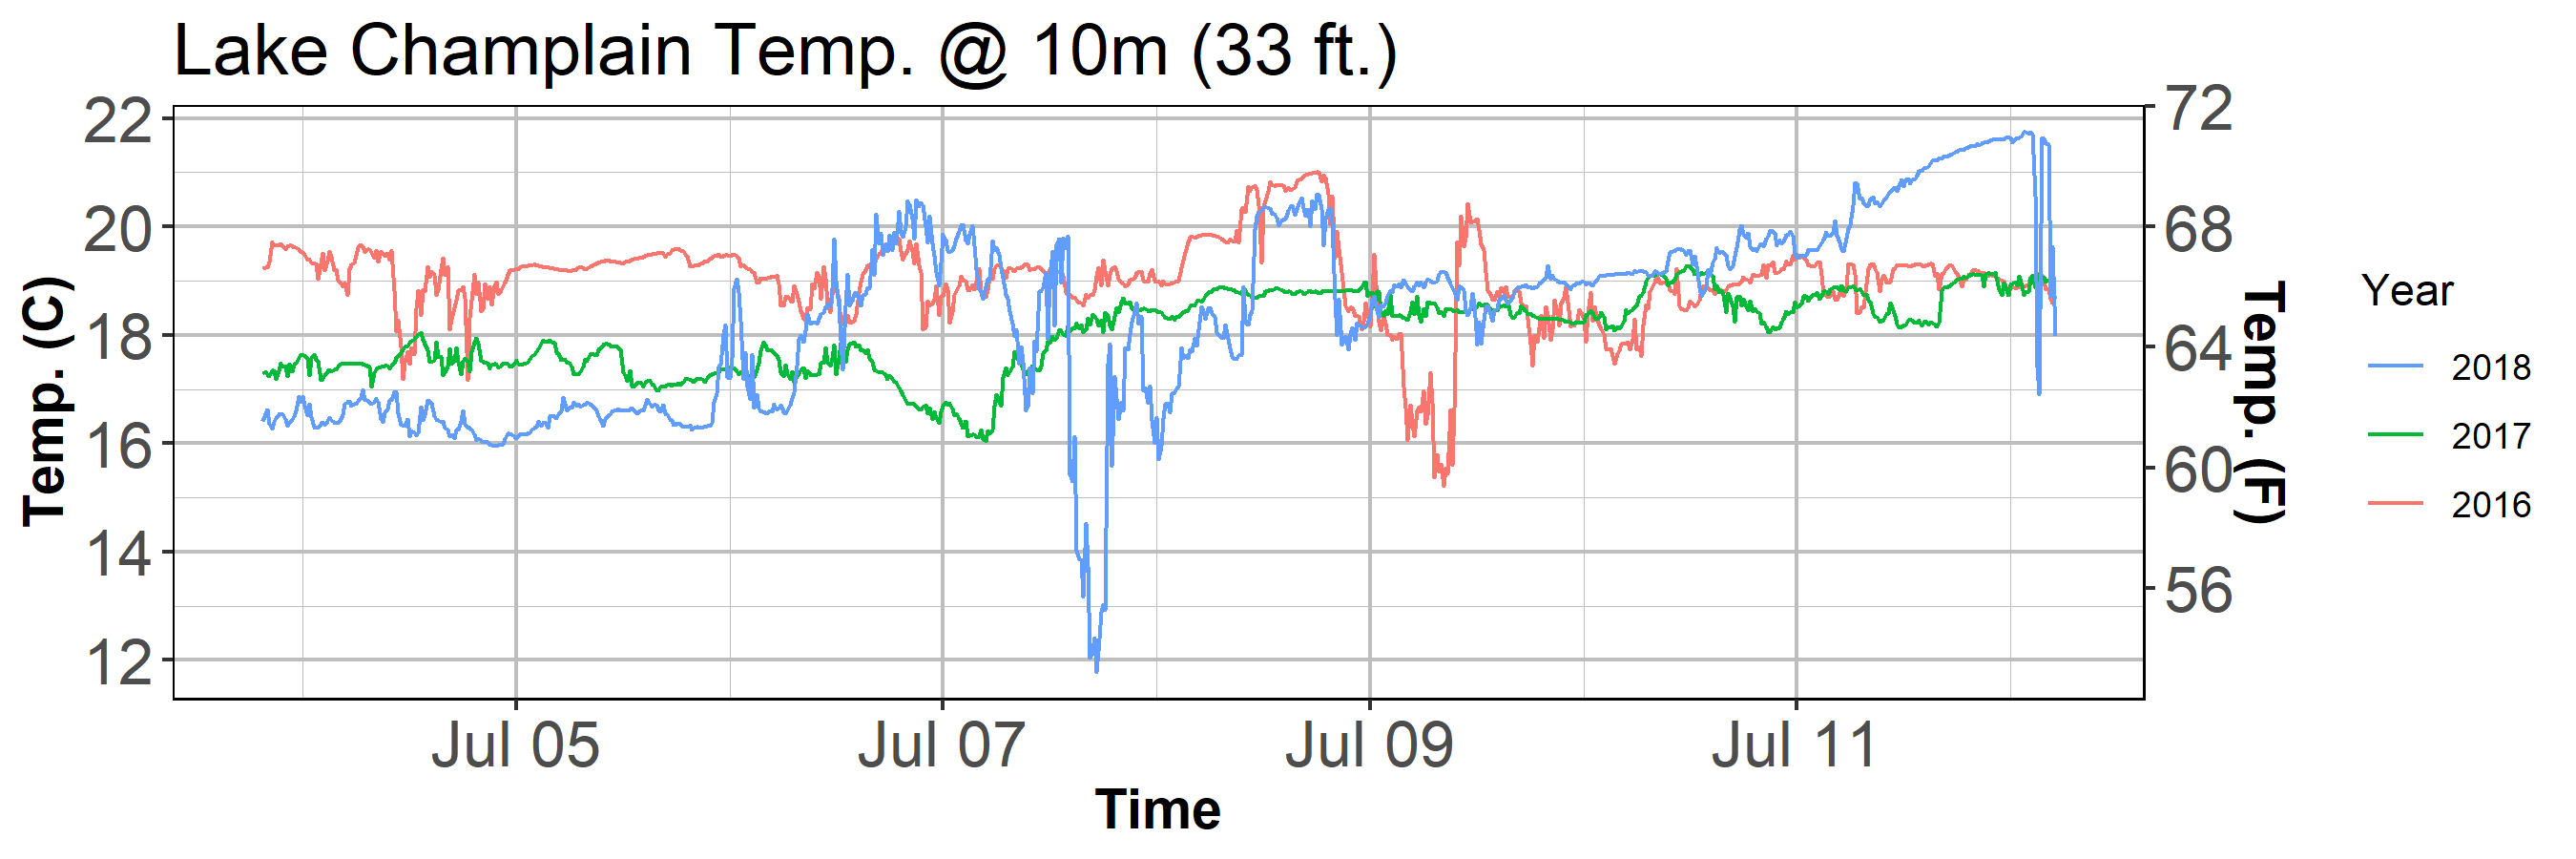 Lake Champlain Temp. @ 10m (33 ft.)
22
20
18
16
14
12
Temp. (C)
72
68
64
60
56
Temp. (F)
Jul 05 Jul 07 Jul 09 Jul 11
Time
Year
2018
2017
2016